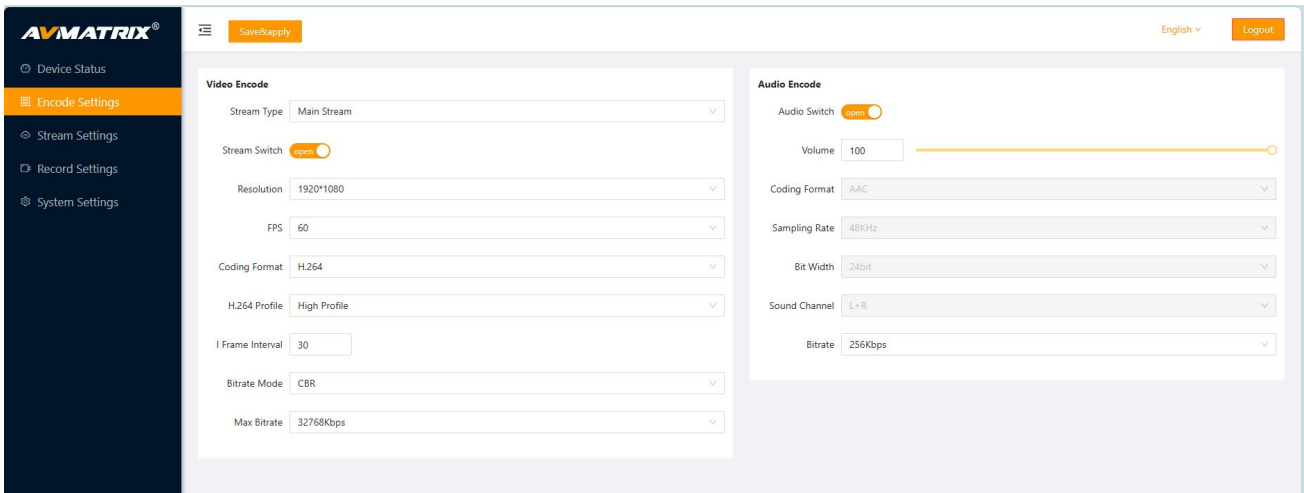 AVMATRIX®
Save&apply
English
Logout
Device Status
Encode Settings
Stream Settings
Record Settings
System Settings
Video Encode
Stream Type Main Stream
Stream Switch open
Resolution 1920*1080
FPS 60
Coding Format H.264
H.264 Profile High Profile
I Frame Interval 30
Bitrate Mode CBR
Max Bitrate 32768Kbps
Audio Encode
Audio Switch open
Volume 100
Coding Format AAC
Sampling Rate 48KHz
Bit Width 24bit
Sound Channel L+R
Bitrate 256Kbps